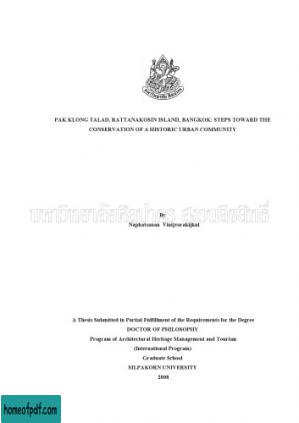 PAK KLONG TALAD, RATTANAKOSIN ISLAND, BANGKOK: STEPS TOWARD THE
CONSERVATION OF A HISTORIC URBAN COMMUNITY
มหาวิทยาลัยศิลปากร สงวนลิขสิทธิ์
By
A Thesis Submitted in Partial Fulfillment of the Requirements for the Degree
DOCTOR OF PHILOSOPHY
Program of Architectural Heritage Management and Tourism
(International Program)
Graduate School
SILPAKORN UNIVERSITY
2008
homeofpdf.com